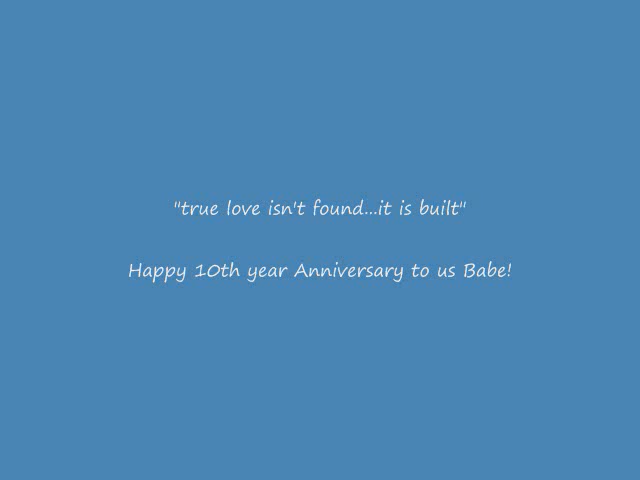 "true love isn't found...it is built"
Happy 10th year Anniversary to us Babe!